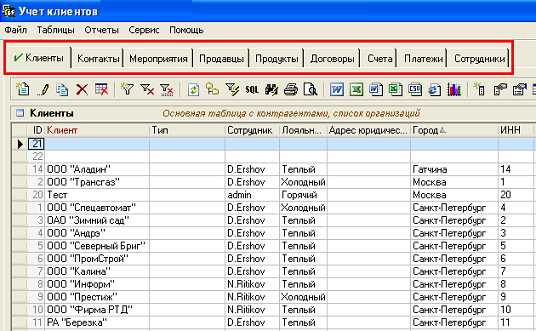 Учет клиентов
Файл Таблицы Отчеты Сервис Помощь
Клиенты Контакты Мероприятия Продавцы Продукты Договоры Счета Платежи Сотрудники
SQL
Клиенты Основная таблица с контрагентами, список организаций
ID Клиент Тип Сотрудник Лояльн... Адрес юридичес... Город ИНН
21
22
14 ООО "Аладин" D.Ershov Теплый Гатчина 14
2 ООО "Трансгаз" D.Ershov Холодный Москва 1
20 Тест admin Горячий Москва 20
1 ООО "Спецавтомат" D.Ershov Холодный Санкт-Петербург 4
3 ОАО "Зимний сад" D.Ershov Теплый Санкт-Петербург 2
4 ООО "Андрэ" D.Ershov Теплый Санкт-Петербург 3
5 ООО "Северный Бриг" D.Ershov Теплый Санкт-Петербург 5
6 ООО "ПромСтрой" D.Ershov Теплый Санкт-Петербург 6
7 ООО "Калина" D.Ershov Теплый Санкт-Петербург 7
8 ООО "Информ" N.Ritikov Теплый Санкт-Петербург 8
9 ООО "Престиж" N.Ritikov Холодный Санкт-Петербург 9
10 ООО "Фирма РТД" N.Ritikov Теплый Санкт-Петербург 10
11 РА "Березка" D.Ershov Теплый Санкт-Петербург 11